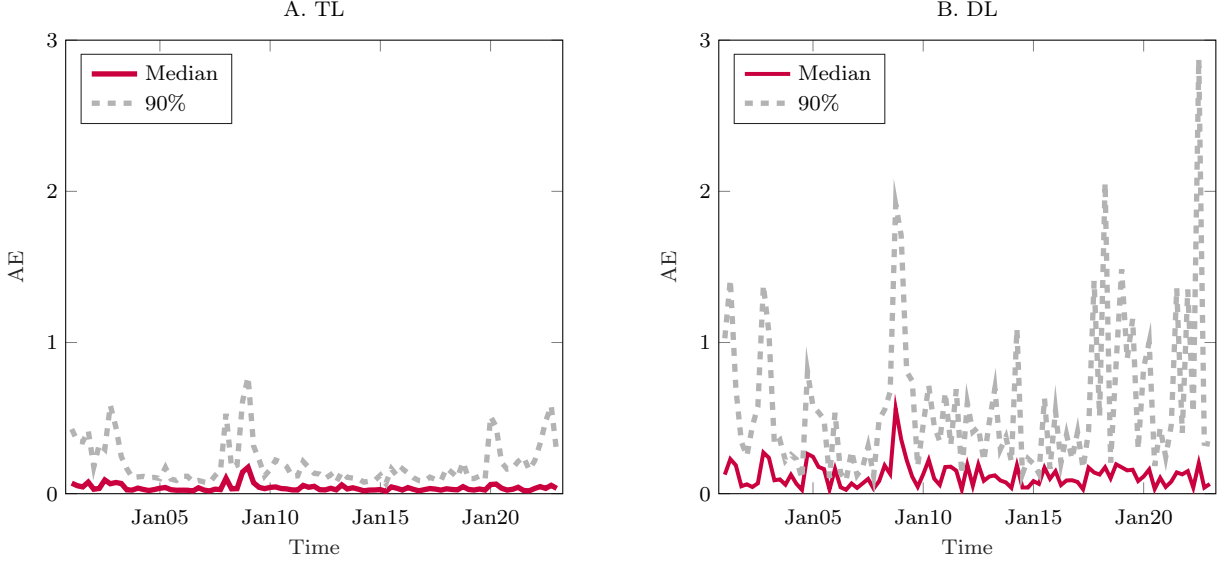 A. TL
3
2
1
0
AE
Median
90%
Jan05
Jan10
Jan15
Jan20
Time
B. DL
3
2
1
0
AE
Median
90%
Jan05
Jan10
Jan15
Jan20
Time